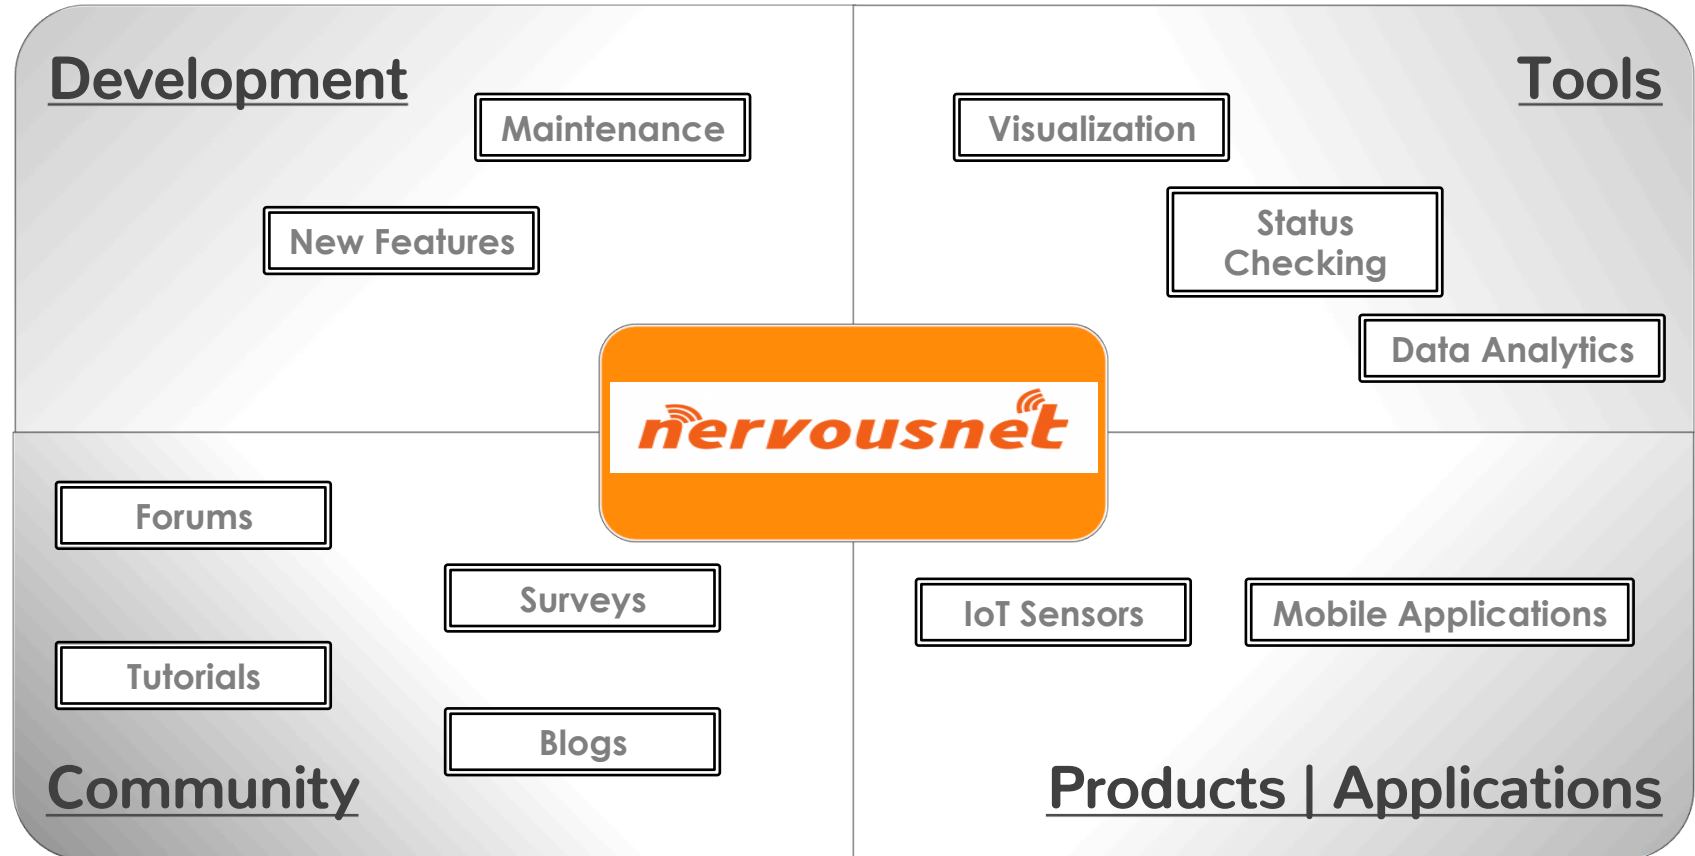 Development
Maintenance
New Features
Tools
Visualization
Status
Checking
Data Analytics
nervousnet
Forums
Surveys
Tutorials
Blogs
Community
IoT Sensors
Mobile Applications
Products | Applications